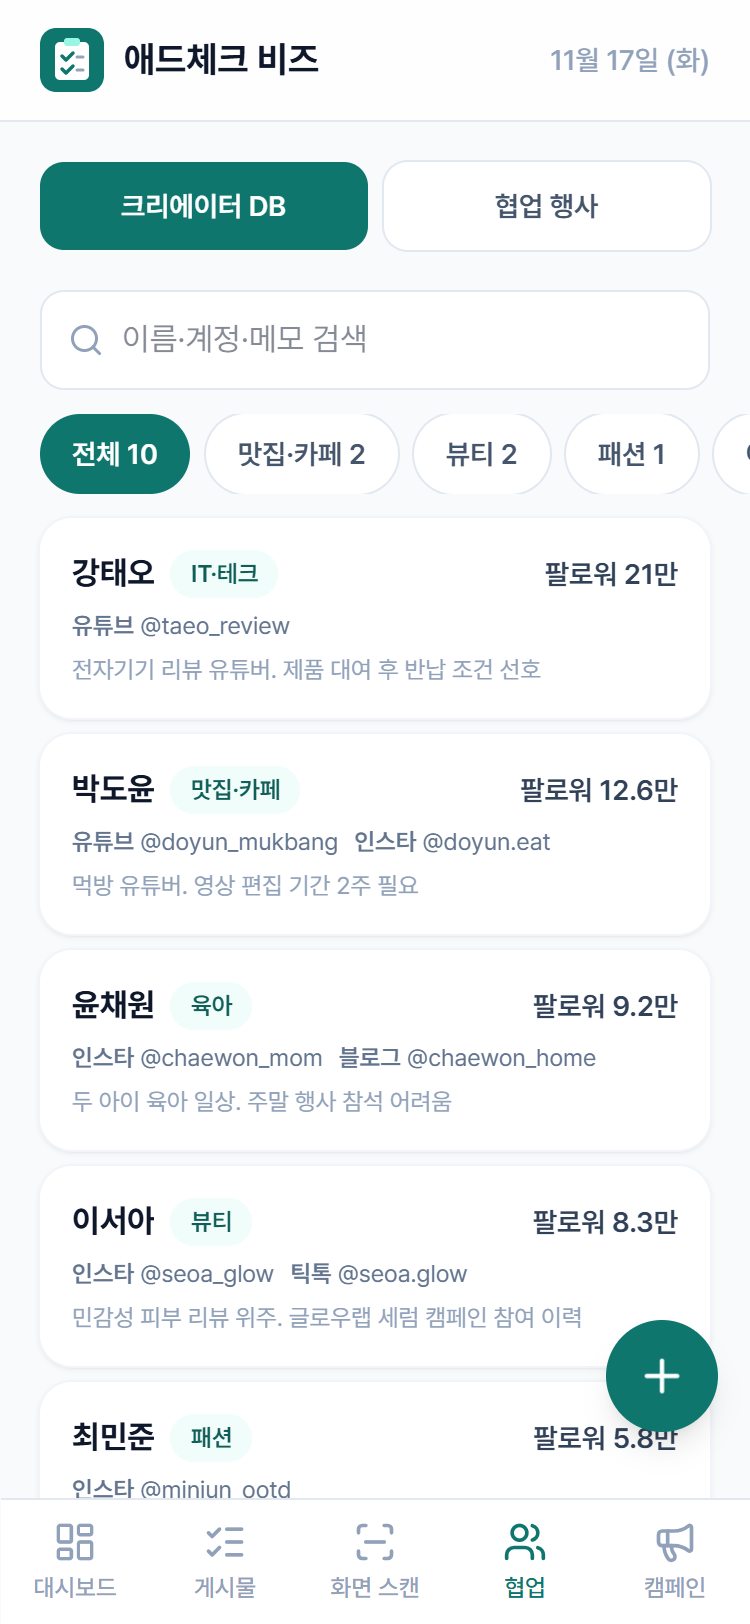 애드체크 비즈
11월 17일 (화)
크리에이터 DB
협업 행사
이름·계정·메모 검색
전체 10
맛집·카페 2
뷰티 2
패션 1
강태오 IT·테크 팔로워 21만
유튜브 @taeo_review
전자기기 리뷰 유튜버. 제품 대여 후 반납 조건 선호
박도윤 맛집·카페 팔로워 12.6만
유튜브 @doyun_mukbang 인스타 @doyun.eat
먹방 유튜버. 영상 편집 기간 2주 필요
윤채원 육아 팔로워 9.2만
인스타 @chaewon_mom 블로그 @chaewon_home
두 아이 육아 일상. 주말 행사 참석 어려움
이서아 뷰티 팔로워 8.3만
인스타 @seoa_glow 틱톡 @seoa.glow
민감성 피부 리뷰 위주. 글로우랩 세럼 캠페인 참여 이력
최민준 패션 팔로워 5.8만
인스타 @minjun_ootd
대시보드
게시물
화면 스캔
협업
캠페인